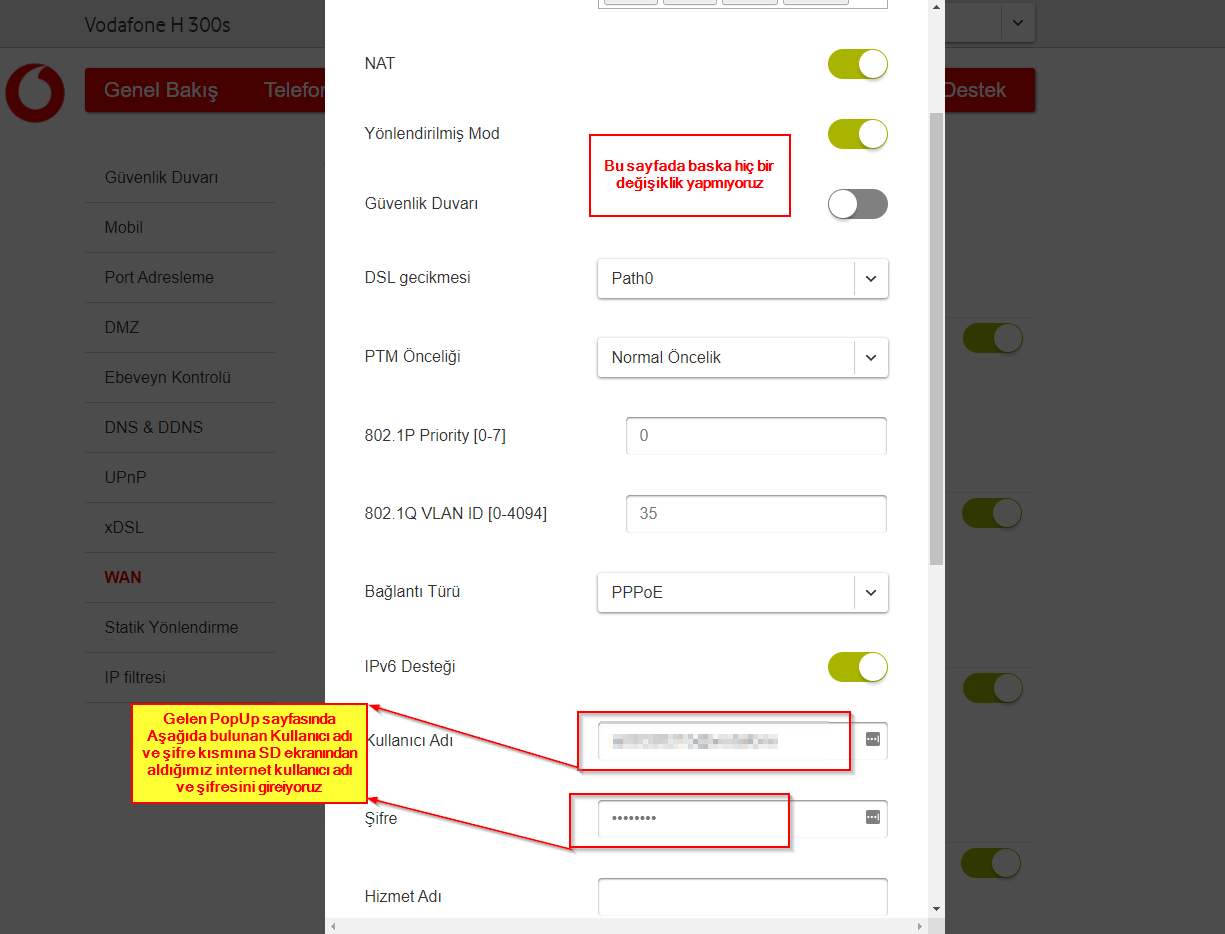 Vodafone H 300s
Genel Bakış
Telefon
Destek
Güvenlik Duvarı
Mobil
Port Adresleme
DMZ
Ebeveyn Kontrolü
DNS & DDNS
UPnP
xDSL
WAN
Statik Yönlendirme
IP filtresi
NAT
Yönlendirilmiş Mod
Bu sayfada baska hiç bir
değişiklik yapmıyoruz
Güvenlik Duvarı
DSL gecikmesi
Path0
PTM Önceliği
Normal Öncelik
802.1P Priority [0-7]
0
802.1Q VLAN ID [0-4094]
35
Bağlantı Türü
PPPoE
IPv6 Desteği
Gelen PopUp sayfasında
Aşağıda bulunan Kullanıcı adı
ve şifre kısmına SD ekranından
aldığımız internet kullanıcı adı
ve şifresini gireiyoruz
Kullanıcı Adı
Şifre
••••••••
Hizmet Adı